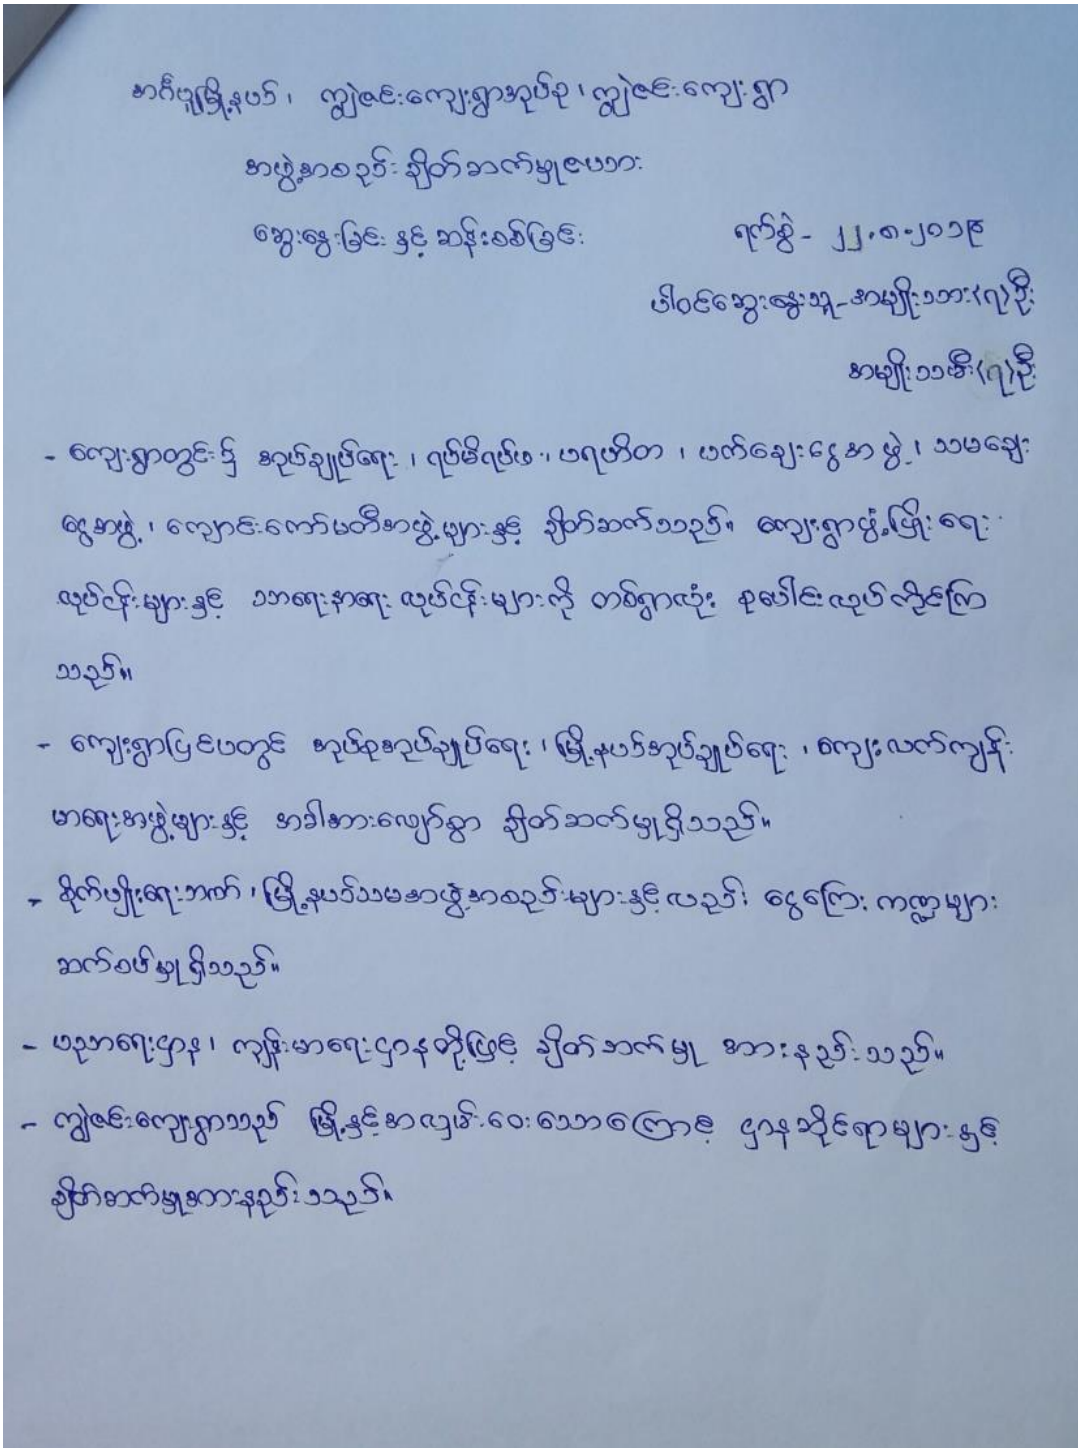 အင်္ဂပူမြို့နယ်၊ ကျွဲဇင်းကျေးရွာအုပ်စု၊ ကျွဲဇင်းကျေးရွာ
အဖွဲ့အစည်း ချိတ်ဆက်မှုဇယား
ဆွေးနွေးခြင်း နှင့် ဆန်းစစ်ခြင်း ရက်စွဲ - ၂၂.၈.၂၀၁၉
ပါဝင်ဆွေးနွေးသူ - အမျိုးသား(၇)ဦး
အမျိုးသမီး(၇)ဦး
- ကျေးရွာတွင်း၌ အုပ်ချုပ်ရေး၊ ရပ်မိရပ်ဖ၊ ပရဟိတ၊ ပတ်ချေးငွေအဖွဲ့၊ သမချေး
ငွေအဖွဲ့၊ ကျောင်းကော်မတီအဖွဲ့များနှင့် ချိတ်ဆက်သည်။ ကျေးရွာဖွံ့ဖြိုးရေး
လုပ်ငန်းများနှင့် သာရေးနာရေး လုပ်ငန်းများကို တစ်ရွာလုံး စုပေါင်းလုပ်ကိုင်ကြ
သည်။
- ကျေးရွာပြင်ပတွင် အုပ်စုအုပ်ချုပ်ရေး၊ မြို့နယ်အုပ်ချုပ်ရေး၊ ကျေးလက်ကျန်း
မာရေးအဖွဲ့များနှင့် အခါအားလျော်စွာ ချိတ်ဆက်မှုရှိသည်။
- စိုက်ပျိုးရေးဘဏ်၊ မြို့နယ်သမအဖွဲ့အစည်းများနှင့်လည်း ငွေကြေးကဏ္ဍများ
ဆက်စပ်မှုရှိသည်။
- ပညာရေးဌာန၊ ကျန်းမာရေးဌာနတို့ဖြင့် ချိတ်ဆက်မှု အားနည်းသည်။
- ကျွဲဇင်းကျေးရွာသည် မြို့နှင့်အလှမ်းဝေးသောကြောင့် ဌာနဆိုင်ရာများနှင့်
ချိတ်ဆက်မှုအားနည်းသည်။